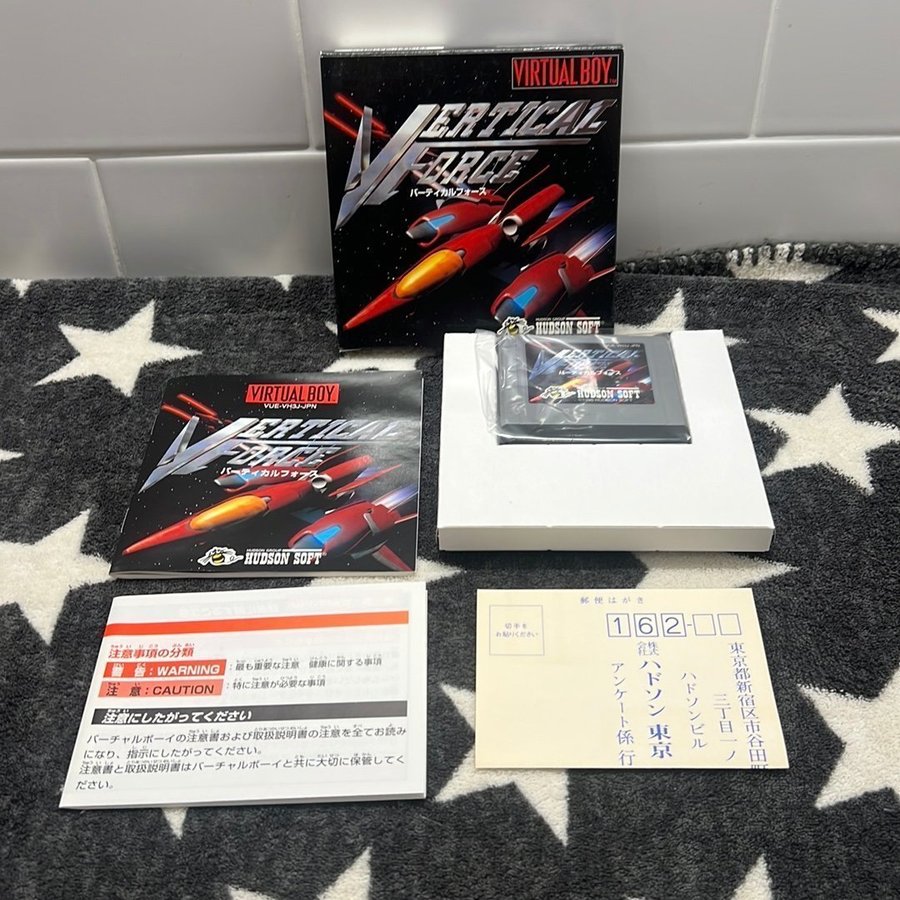 VIRTUAL BOY
VERTICAL
FORCE
バーティカルフォース
HUDSON GROUP
HUDSON SOFT
VUE-VH3J-JPN
VERTICAL
FORCE
バーティカルフォース
HUDSON SOFT
VIRTUAL BOY
VUE-VH3J-JPN
VERTICAL
FORCE
バーティカルフォース
HUDSON GROUP
HUDSON SOFT®
注意事項の分類
警告:WARNING :最も重要な注意 健康に関する事項
注意:CAUTION :特に注意が必要な事項
注意にしたがってください
バーチャルボーイの注意書および取扱説明書の注意を全てお読み
になり、指示にしたがってください。
注意書と取扱説明書はバーチャルボーイと共に大切に保管してく
ださい。
郵便はがき
切手を
お貼りください
162-
東京都新宿区市谷田町
三丁目一ノ
ハドソンビル
株式会社ハドソン 東京
アンケート係行